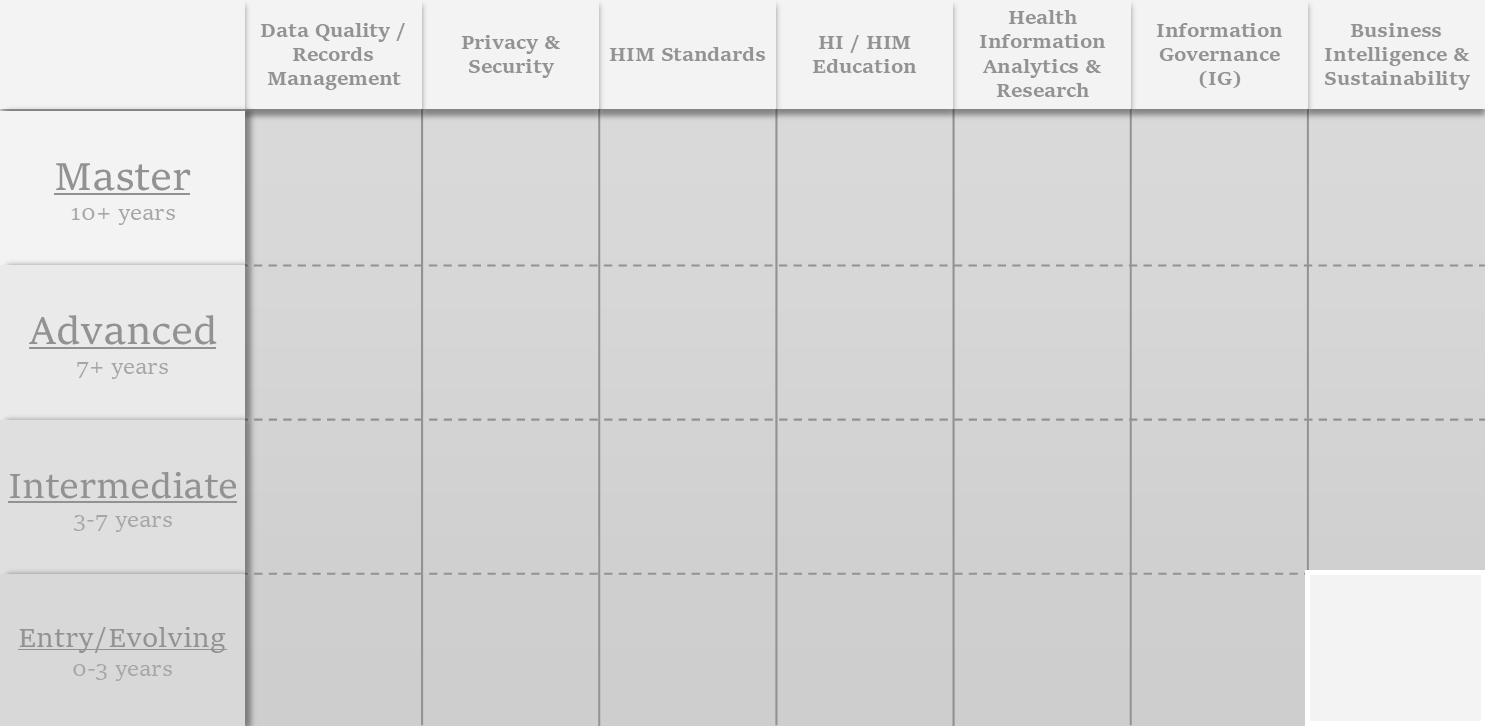 Data Quality /
Records
Management
Privacy &
Security
HIM Standards
HI / HIM
Education
Health
Information
Analytics &
Research
Information
Governance
(IG)
Business
Intelligence &
Sustainability
Master
10+ years
Advanced
7+ years
Intermediate
3-7 years
Entry/Evolving
0-3 years